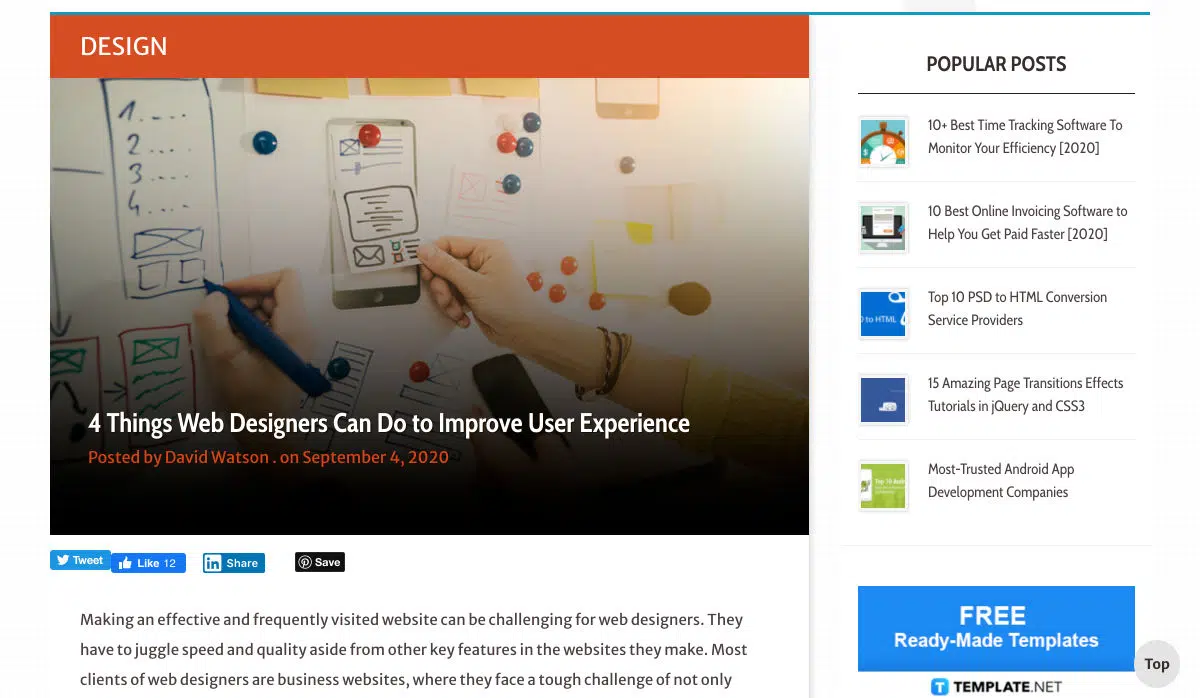 DESIGN
1....
2....
3....
4....
4 Things Web Designers Can Do to Improve User Experience
Posted by David Watson . on September 4, 2020
Tweet
Like 12
Share
Save
Making an effective and frequently visited website can be challenging for web designers. They
have to juggle speed and quality aside from other key features in the websites they make. Most
clients of web designers are business websites, where they face a tough challenge of not only
POPULAR POSTS
10+ Best Time Tracking Software To
Monitor Your Efficiency [2020]
10 Best Online Invoicing Software to
Help You Get Paid Faster [2020]
to HTML
Top 10 PSD to HTML Conversion
Service Providers
15 Amazing Page Transitions Effects
Tutorials in jQuery and CSS3
Most-Trusted Android App
Development Companies
FREE
Ready-Made Templates
T TEMPLATE.NET
Top